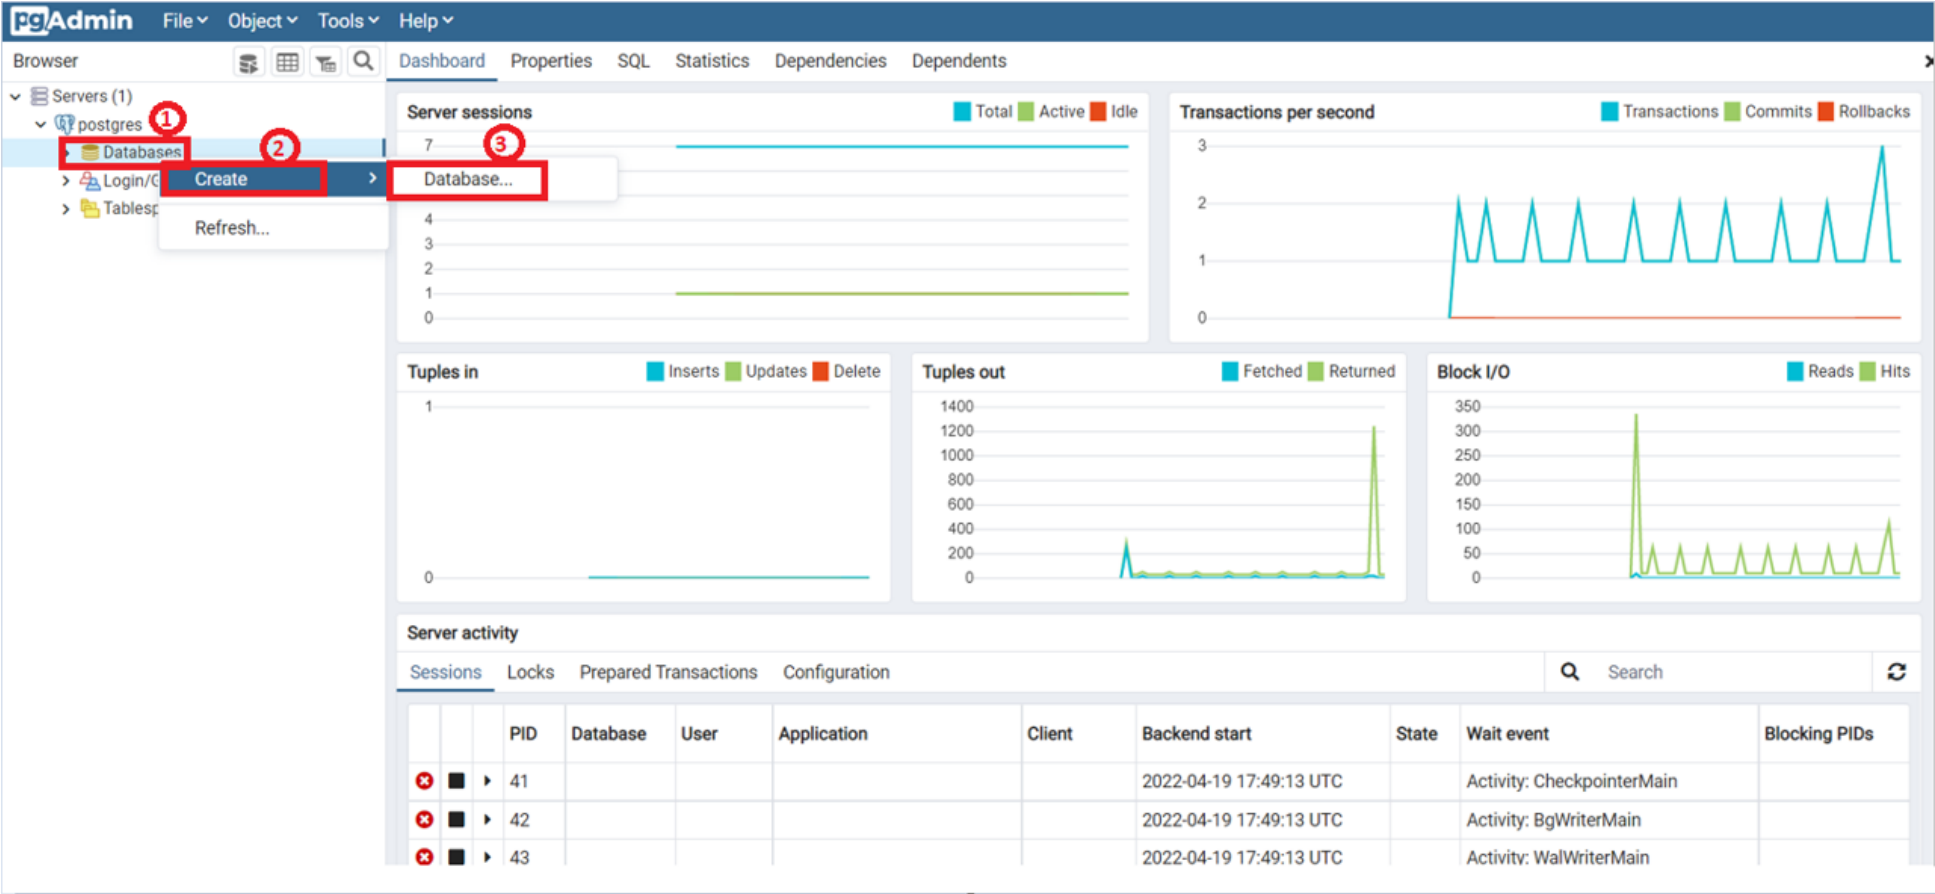 pgAdmin File Object Tools Help
Browser
Dashboard Properties SQL Statistics Dependencies Dependents
Servers (1)
postgres 1
Databases 2
Create
Database... 3
Login/G
Tablesp
Refresh...
Server sessions Total Active Idle
7
4
3
2
1
0
Transactions per second Transactions Commits Rollbacks
3
2
1
0
Tuples in Inserts Updates Delete
1
0
Tuples out Fetched Returned
1400
1200
1000
800
600
400
200
0
Block I/O Reads Hits
350
300
250
200
150
100
50
0
Server activity
Sessions Locks Prepared Transactions Configuration Search
PID Database User Application Client Backend start State Wait event Blocking PIDs
41 2022-04-19 17:49:13 UTC Activity: CheckpointerMain
42 2022-04-19 17:49:13 UTC Activity: BgWriterMain
43 2022-04-19 17:49:13 UTC Activity: WalWriterMain